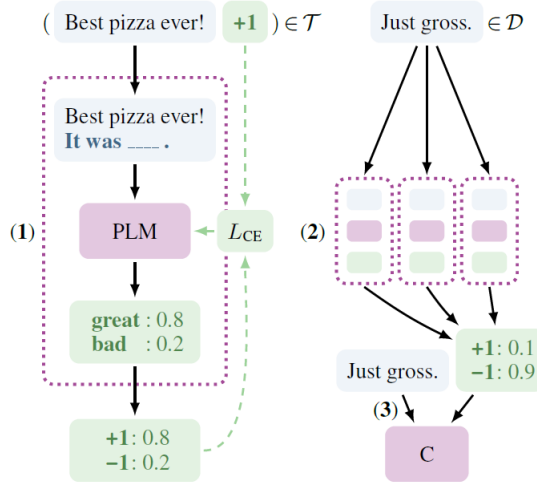 ( Best pizza ever! +1 ) ∈ 𝒯
Just gross. ∈ 𝒟
Best pizza ever!
It was ____ .
(1)
PLM
L_CE
(2)
great : 0.8
bad : 0.2
+1: 0.1
−1: 0.9
Just gross.
(3)
+1: 0.8
−1: 0.2
C